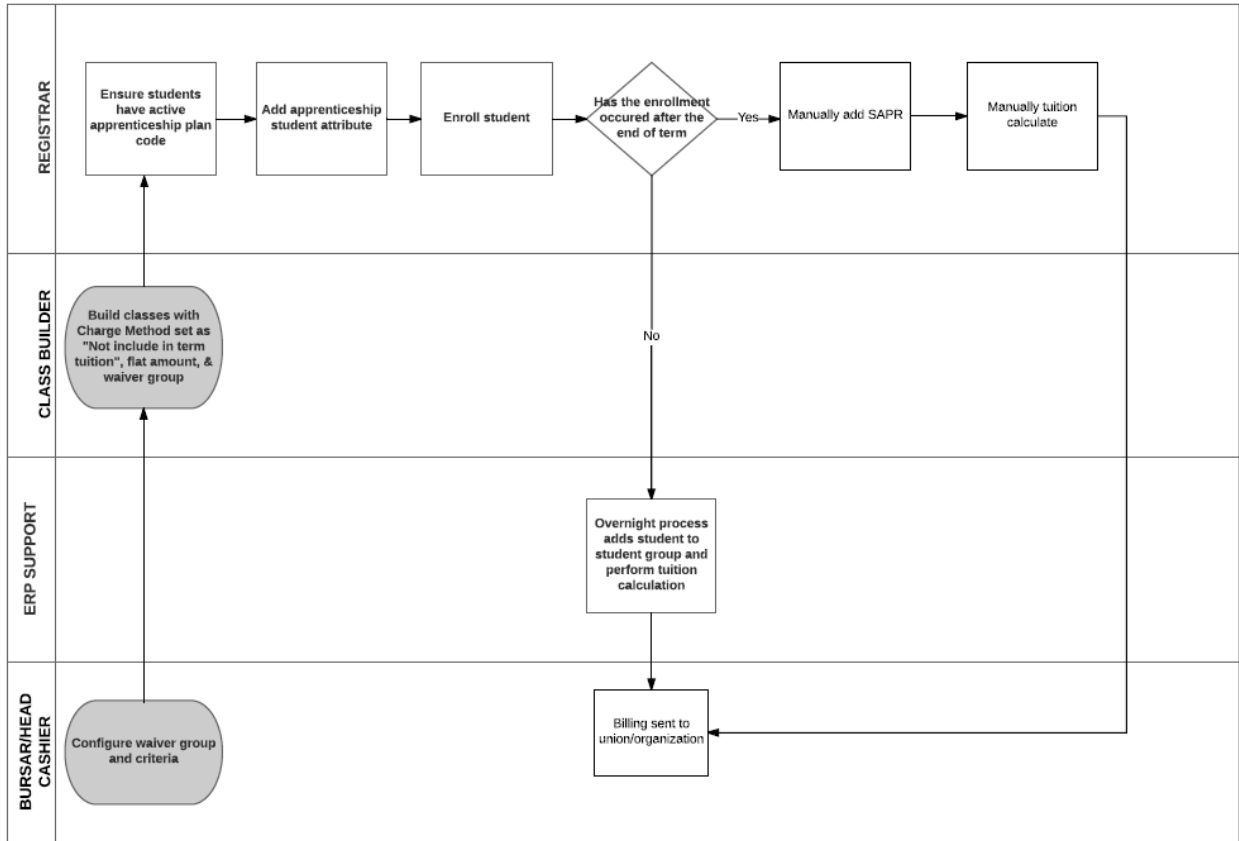 REGISTRAR
Ensure students
have active
apprenticeship plan
code
Add apprenticeship
student attribute
Enroll student
Has the enrollment
occured after the
end of term
Yes
Manually add SAPR
Manually tuition
calculate
CLASS BUILDER
Build classes with
Charge Method set as
"Not include in term
tuition", flat amount, &
waiver group
No
ERP SUPPORT
Overnight process
adds student to
student group and
perform tuition
calculation
BURSAR/HEAD
CASHIER
Configure waiver group
and criteria
Billing sent to
union/organization